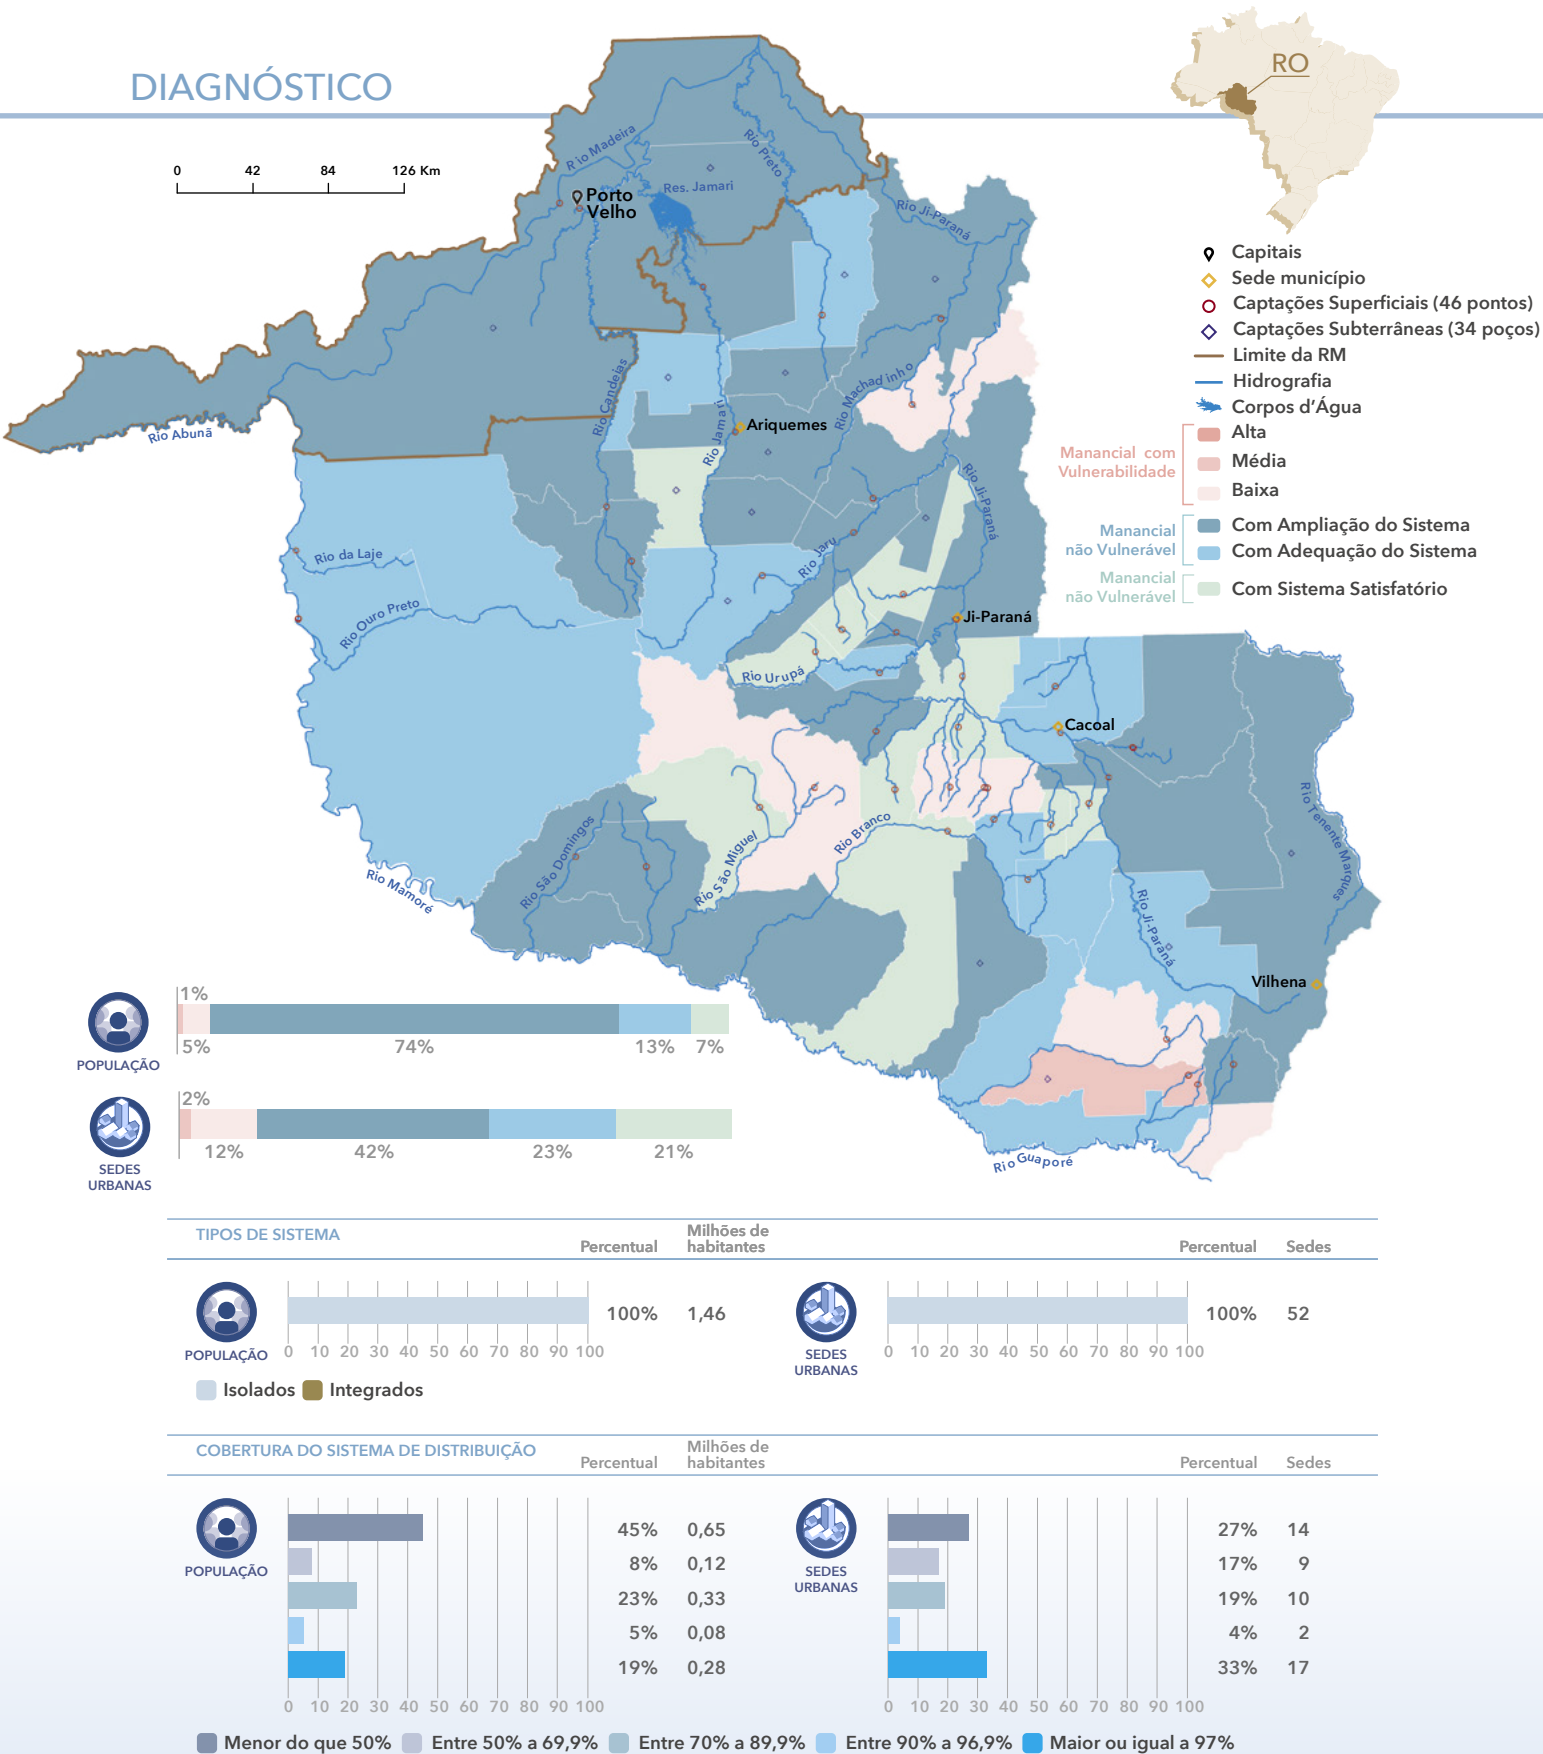 DIAGNÓSTICO
RO
0 42 84 126 Km
Rio Madeira
Rio Preto
Res. Jamari
Porto
Velho
Rio Ji-Paraná
Capitais
Sede município
Captações Superficiais (46 pontos)
Captações Subterrâneas (34 poços)
Limite da RM
Hidrografia
Corpos d'Água
Manancial com
Vulnerabilidade
Alta
Média
Baixa
Manancial
não Vulnerável
Com Ampliação do Sistema
Com Adequação do Sistema
Manancial
não Vulnerável
Com Sistema Satisfatório
Rio Abunã
Rio Candeias
Rio Jamari
Rio Machadinho
Ariquemes
Rio Ji-Paraná
Rio da Laje
Rio Jaru
Rio Ouro Preto
Ji-Paraná
Rio Urupá
Cacoal
Rio Tenente Marques
Rio Branco
Rio São Domingos
Rio São Miguel
Rio Mamoré
Rio Ji-Paraná
Vilhena
Rio Guaporé
POPULAÇÃO
1%
5% 74% 13% 7%
SEDES
URBANAS
2%
12% 42% 23% 21%
TIPOS DE SISTEMA
Percentual
Milhões de
habitantes
Percentual Sedes
POPULAÇÃO
100% 1,46
0 10 20 30 40 50 60 70 80 90 100
SEDES
URBANAS
100% 52
0 10 20 30 40 50 60 70 80 90 100
Isolados Integrados
COBERTURA DO SISTEMA DE DISTRIBUIÇÃO
Percentual
Milhões de
habitantes
Percentual Sedes
POPULAÇÃO
45% 0,65
8% 0,12
23% 0,33
5% 0,08
19% 0,28
0 10 20 30 40 50 60 70 80 90 100
SEDES
URBANAS
27% 14
17% 9
19% 10
4% 2
33% 17
0 10 20 30 40 50 60 70 80 90 100
Menor do que 50% Entre 50% a 69,9% Entre 70% a 89,9% Entre 90% a 96,9% Maior ou igual a 97%